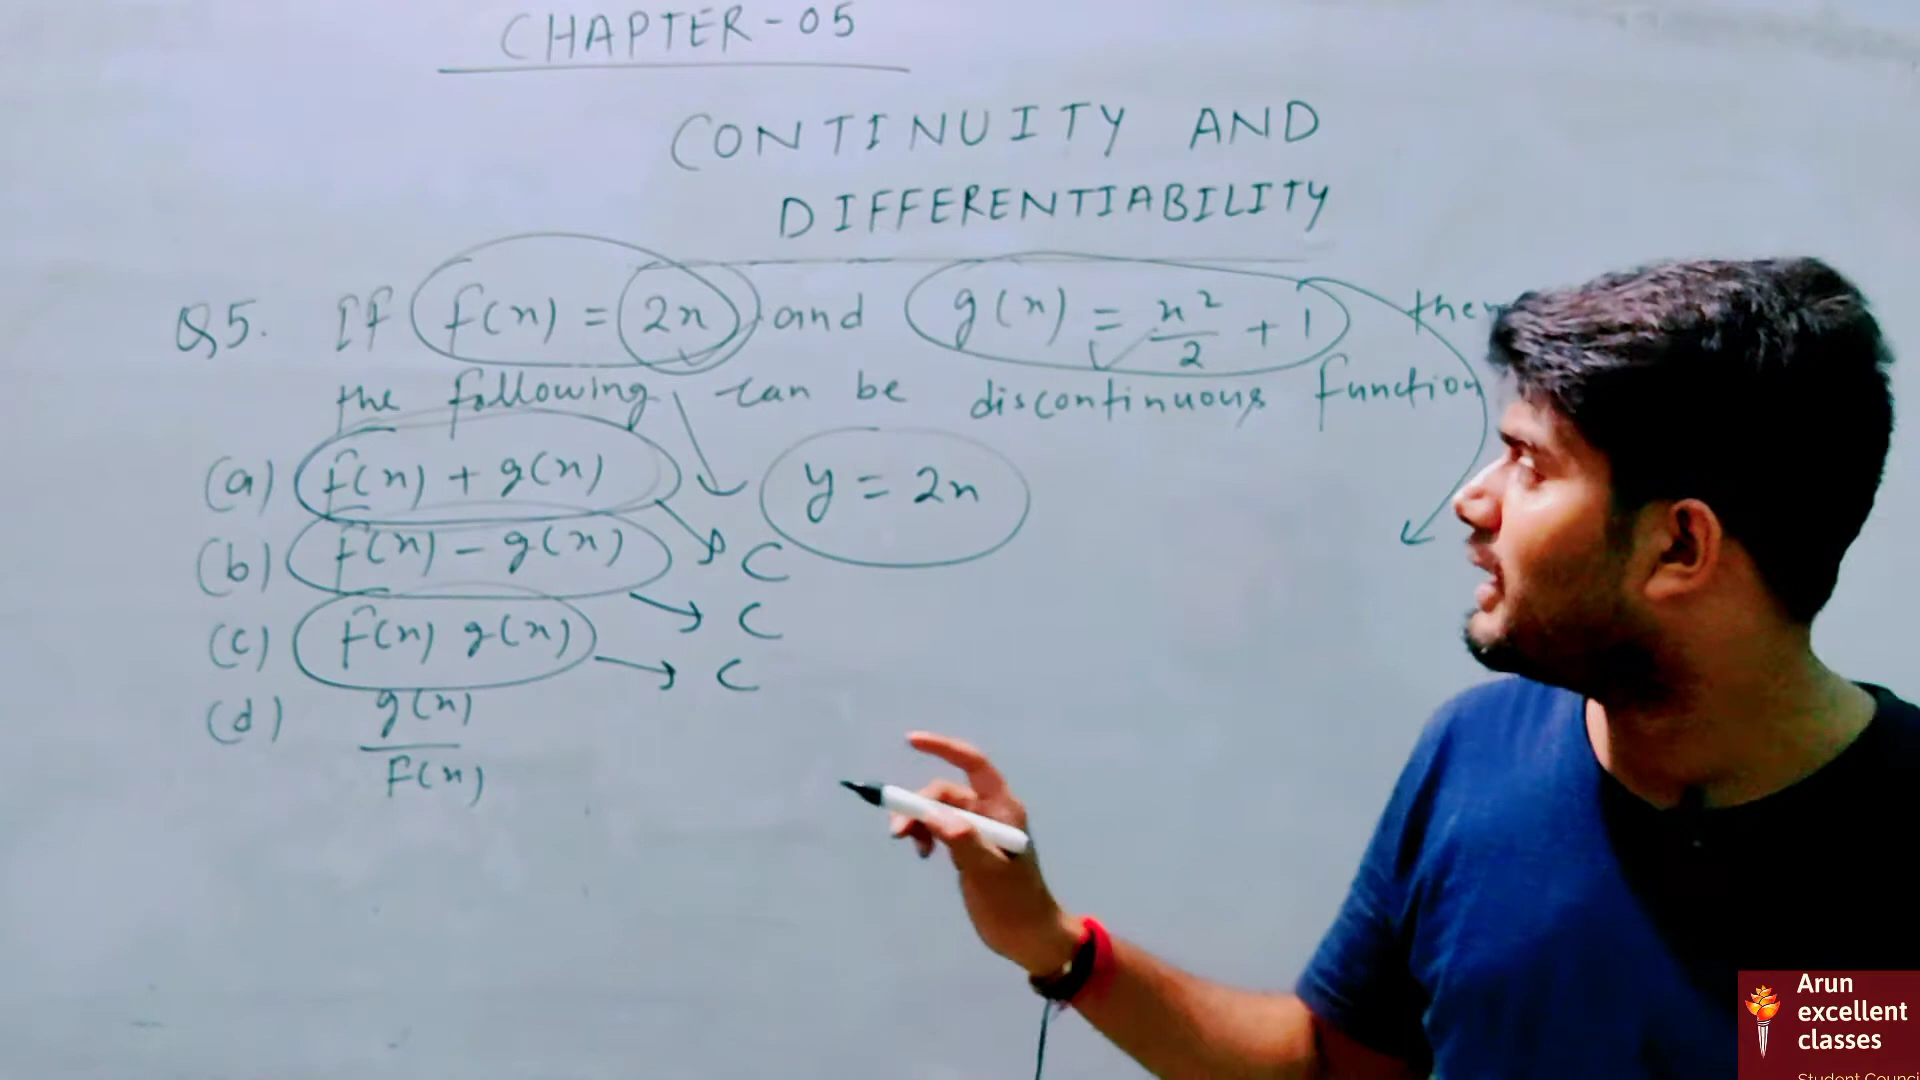 CHAPTER-05
CONTINUITY AND
DIFFERENTIABILITY
Q5. If f(x) = 2x and g(x) = x²/2 + 1 then
the following can be discontinuous function
(a) f(x) + g(x)
y = 2x
C
(b) f(x) - g(x)
C
(c) f(x) g(x)
C
(d) g(x)/f(x)
Arun
excellent
classes